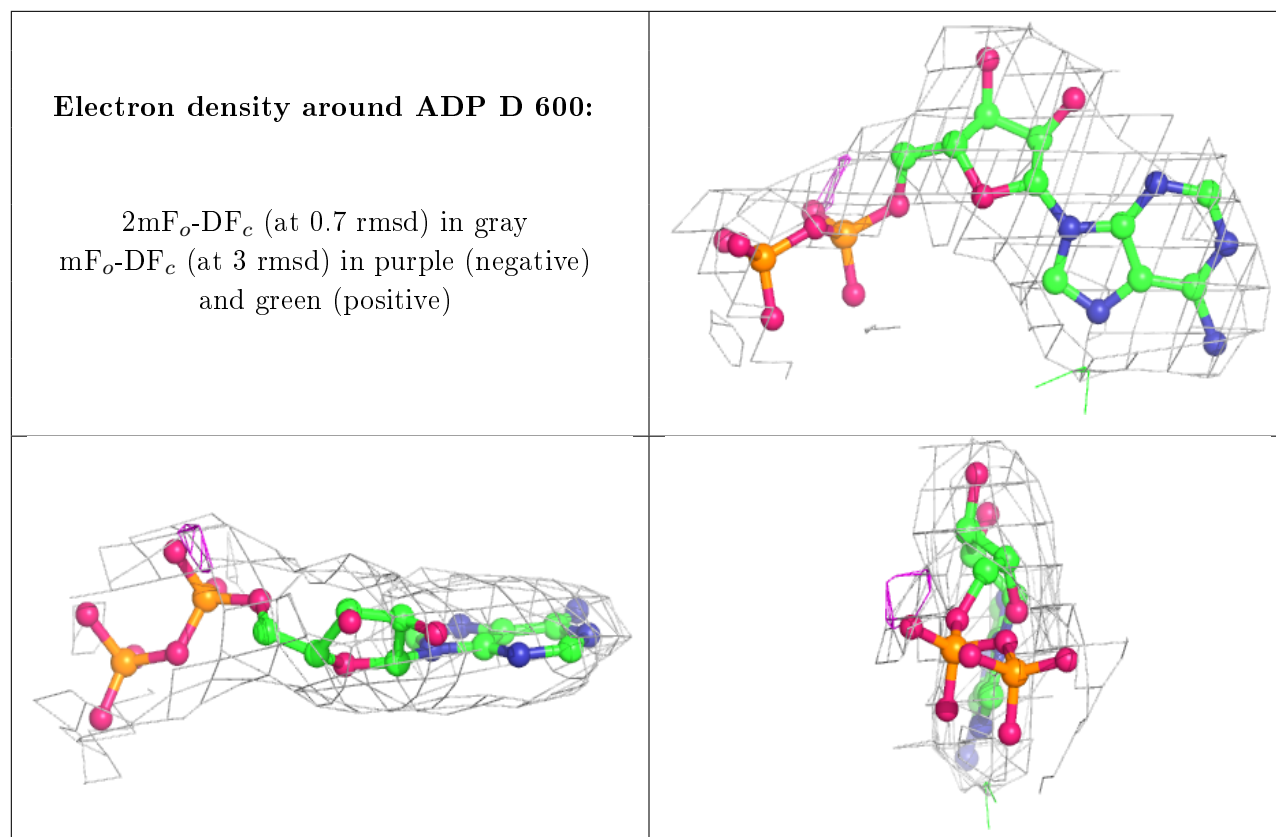 Electron density around ADP D 600:
2mFₒ-DF𝒸 (at 0.7 rmsd) in gray
mFₒ-DF𝒸 (at 3 rmsd) in purple (negative)
and green (positive)